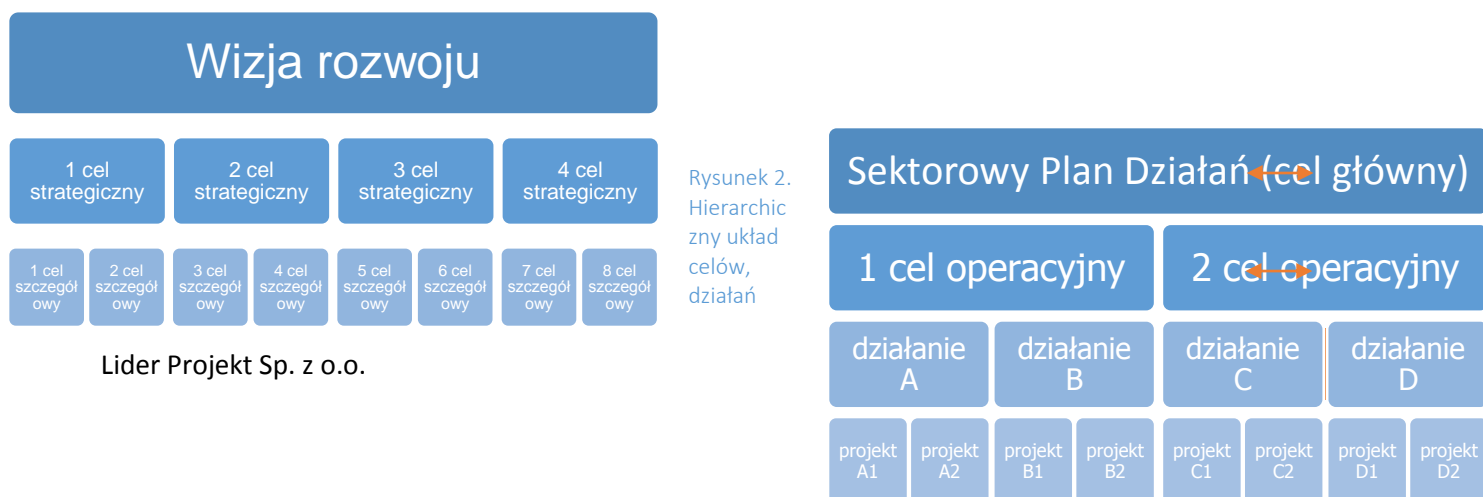 Wizja rozwoju
1 cel
strategiczny
2 cel
strategiczny
3 cel
strategiczny
4 cel
strategiczny
1 cel
szczegół
owy
2 cel
szczegół
owy
3 cel
szczegół
owy
4 cel
szczegół
owy
5 cel
szczegół
owy
6 cel
szczegół
owy
7 cel
szczegół
owy
8 cel
szczegół
owy
Lider Projekt Sp. z o.o.
Rysunek 2.
Hierarchic
zny układ
celów,
działań
Sektorowy Plan Działań (cel główny)
1 cel operacyjny
2 cel operacyjny
działanie
A
działanie
B
działanie
C
działanie
D
projekt
A1
projekt
A2
projekt
B1
projekt
B2
projekt
C1
projekt
C2
projekt
D1
projekt
D2